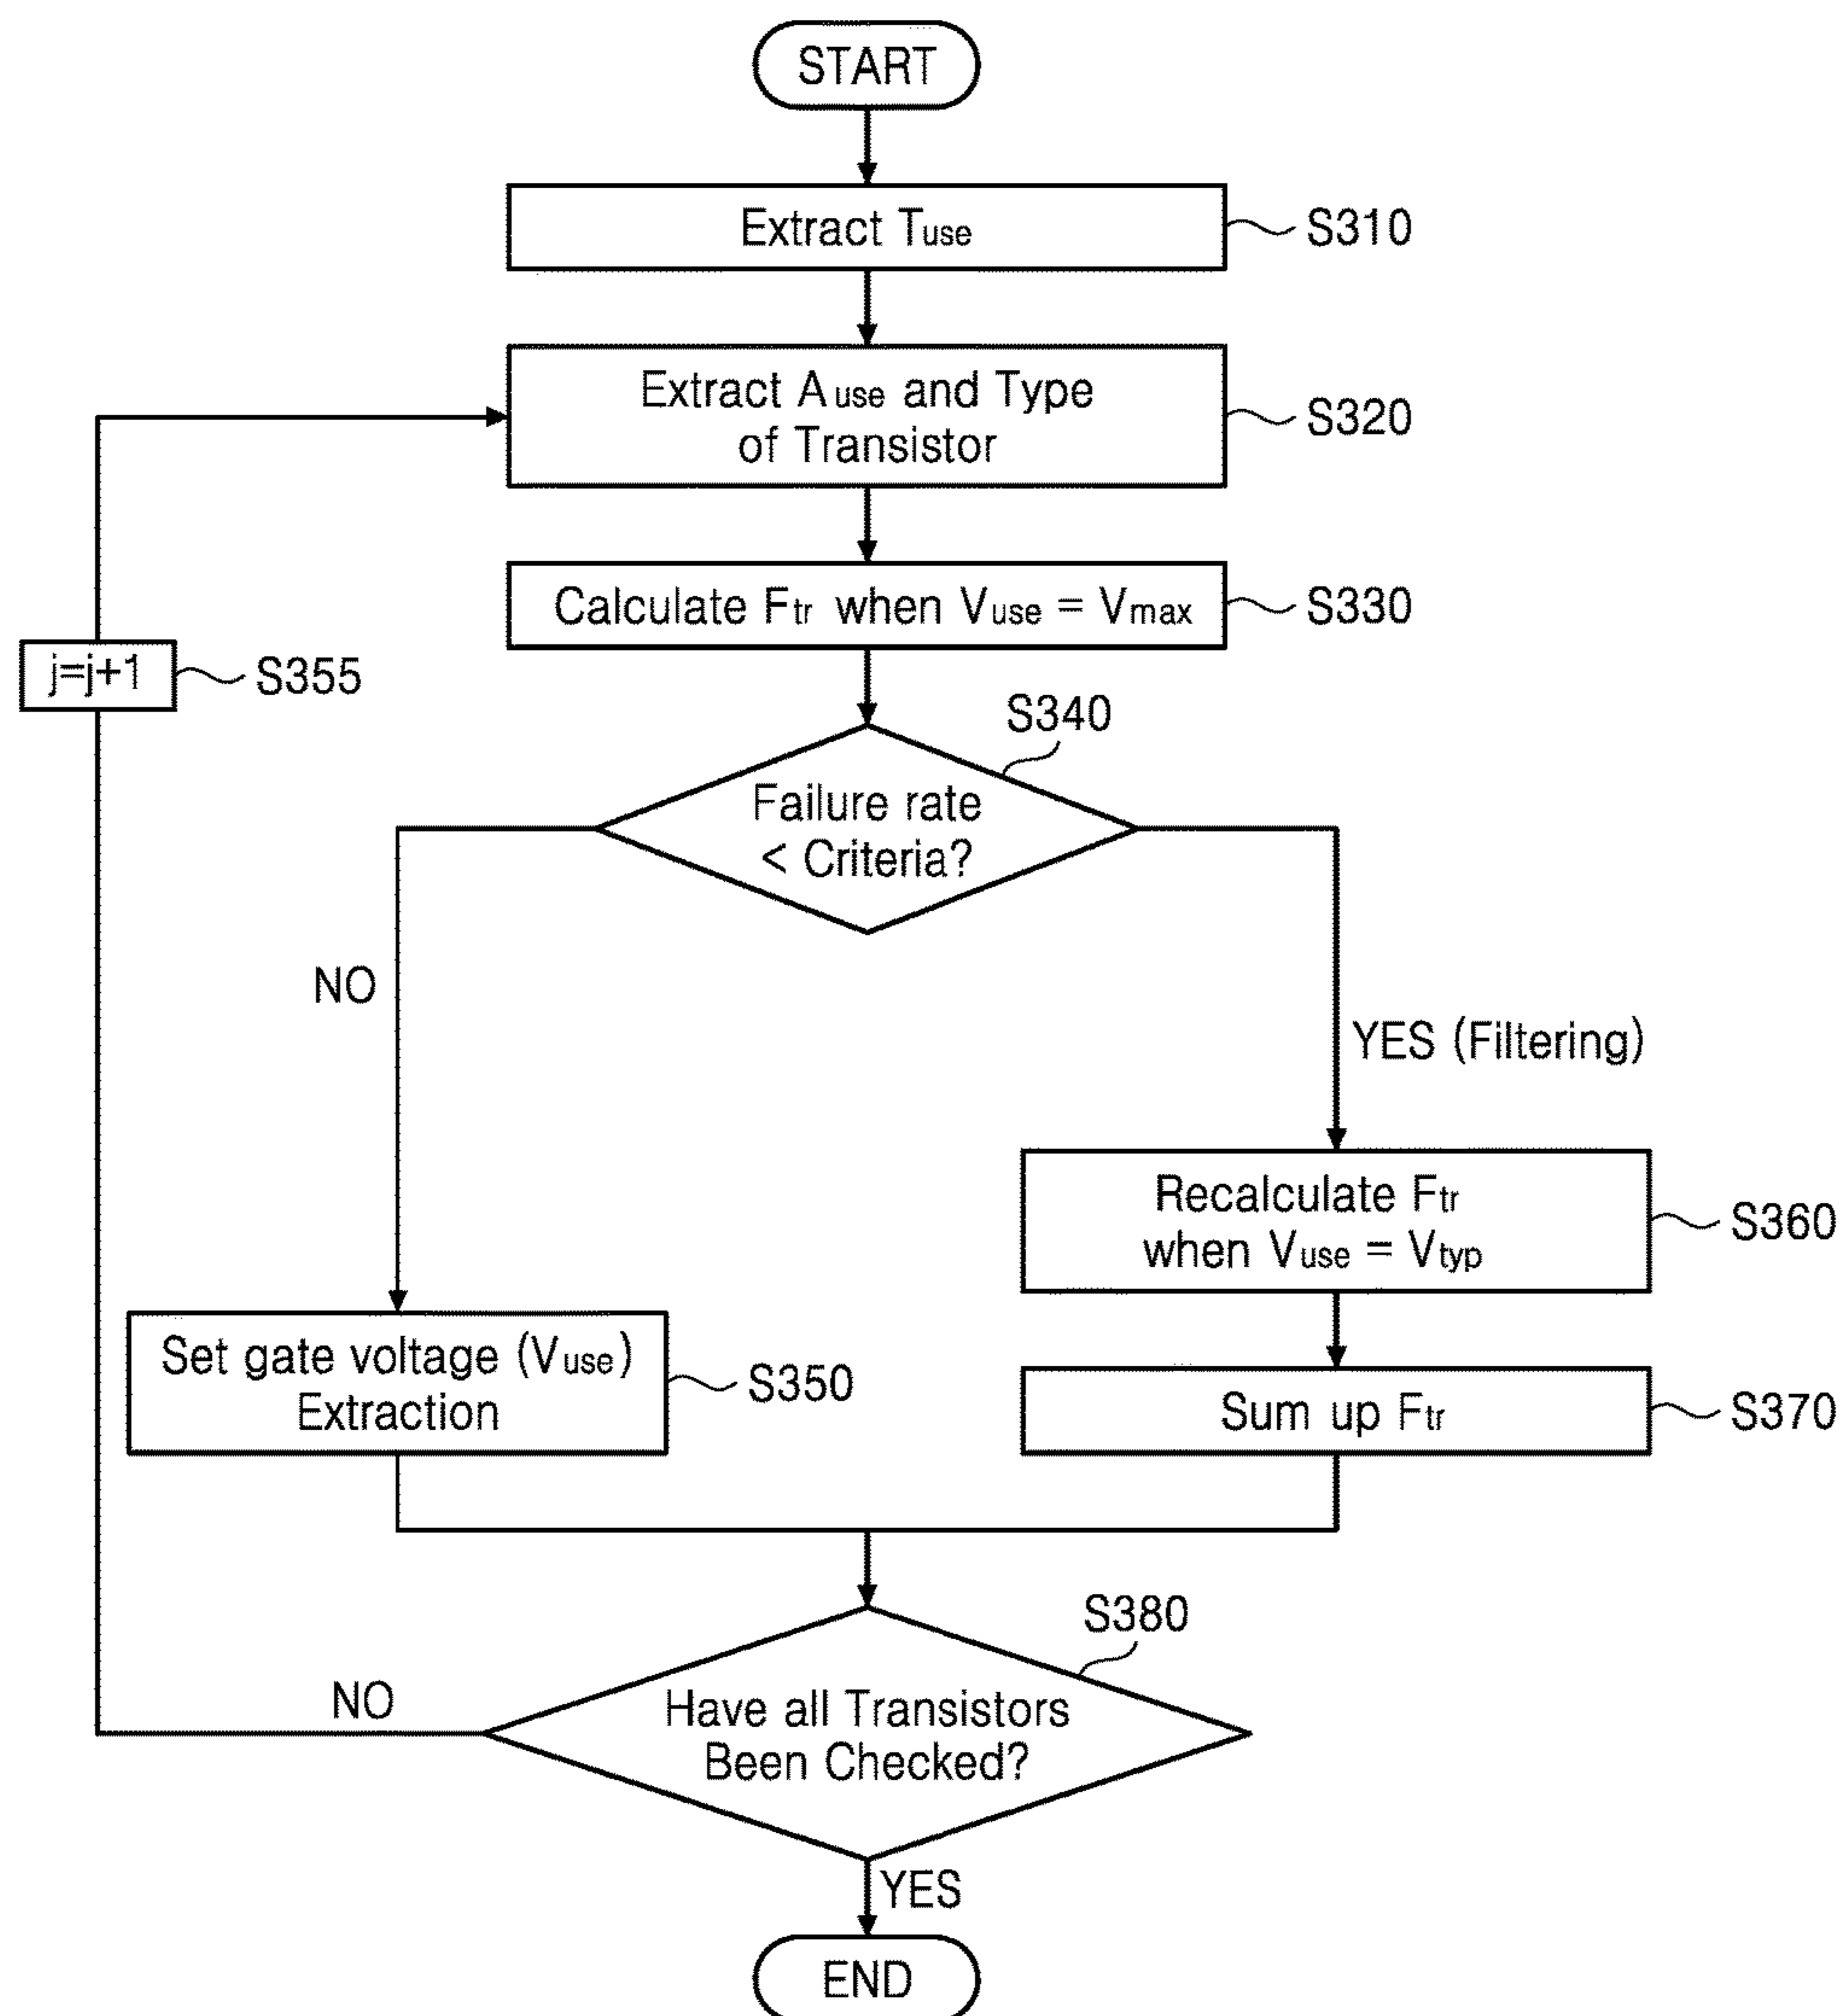 START
Extract Tuse
S310
ExtractAuse and Type
of Transistor
S320
Calculate Ftr when Vuse = Vmax
S330
j=j+1
S355
S340
Failure rate
< Criteria?
NO
YES (Filtering)
Recalculate Ftr
when Vuse = Vtyp
S360
Set gate voltage (Vuse)
Extraction
S350
Sum up Ftr
S370
S380
Have all Transistors
Been Checked?
NO
YES
END